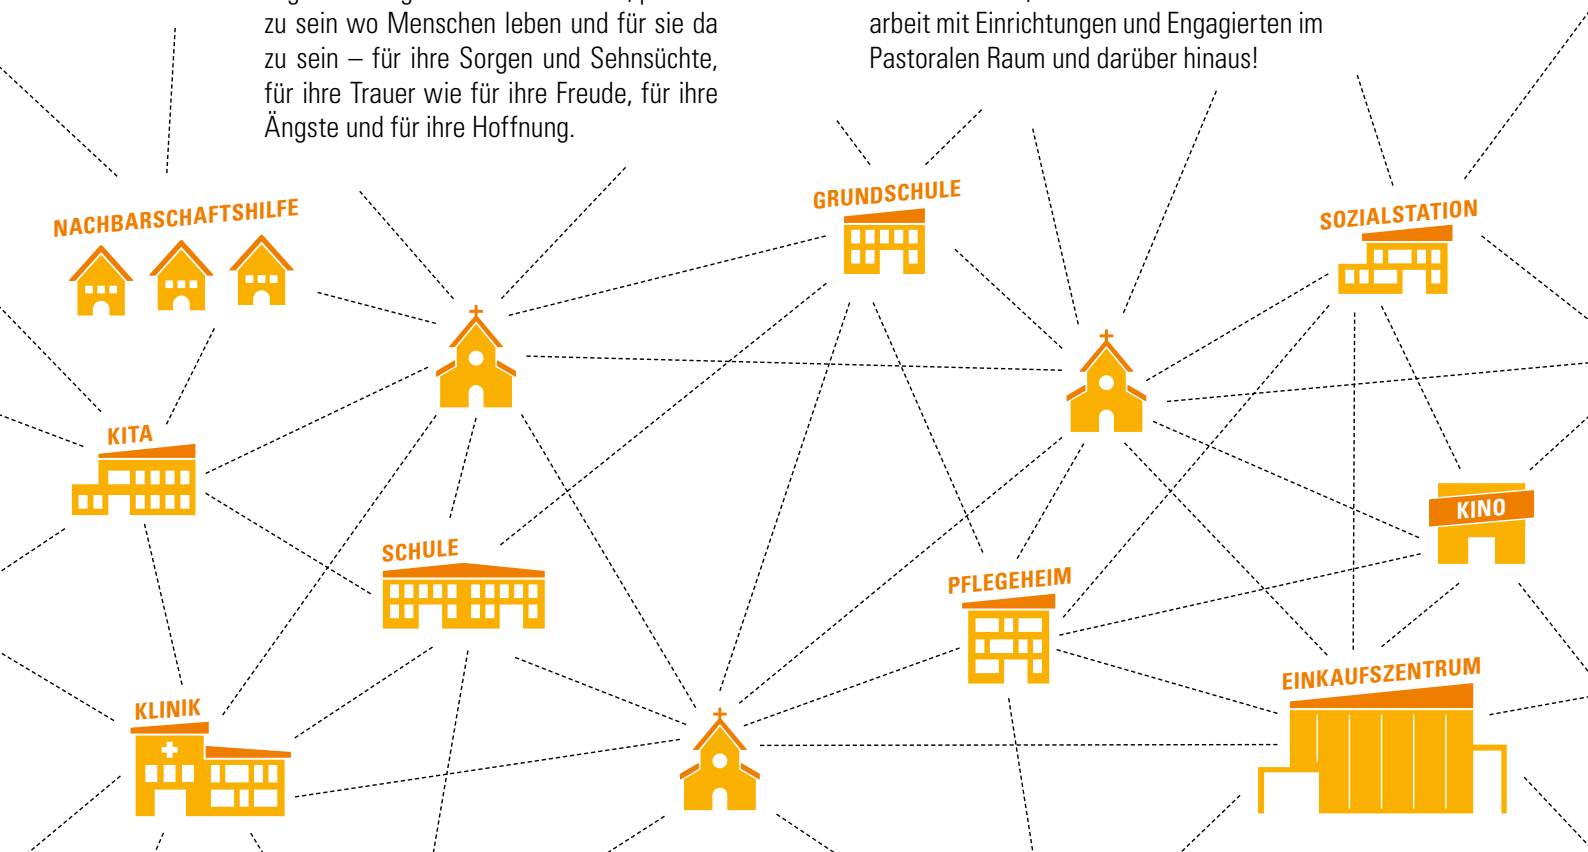 zu sein wo Menschen leben und für sie da
zu sein – für ihre Sorgen und Sehnsüchte,
für ihre Trauer wie für ihre Freude, für ihre
Ängste und für ihre Hoffnung.
arbeit mit Einrichtungen und Engagierten im
Pastoralen Raum und darüber hinaus!
NACHBARSCHAFTSHILFE
GRUNDSCHULE
SOZIALSTATION
KITA
KINO
SCHULE
PFLEGEHEIM
EINKAUFSZENTRUM
KLINIK